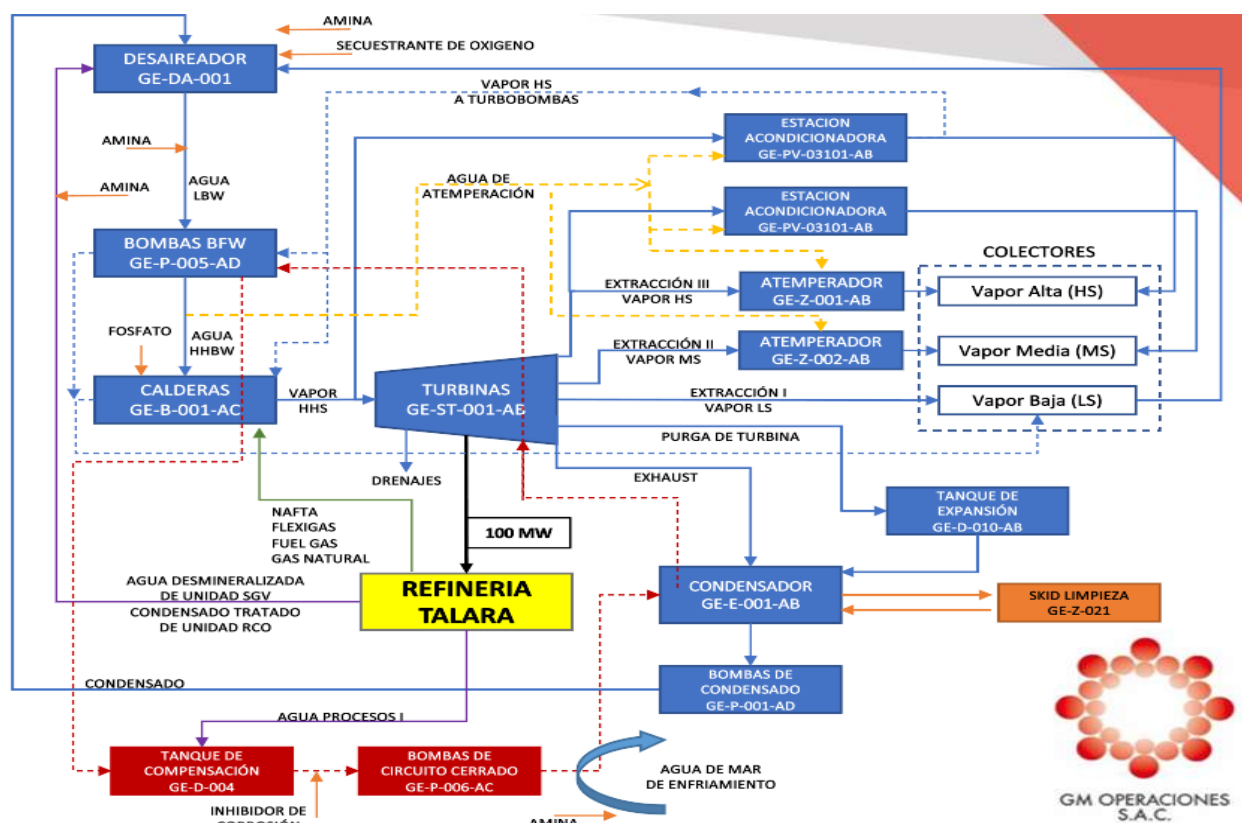 AMINA
SECUESTRANTE DE OXIGENO
DESAIREADOR
GE-DA-001
VAPOR HS
A TURBOBOMBAS
ESTACION
ACONDICIONADORA
GE-PV-03101-AB
AMINA
AMINA
AGUA
LBW
AGUA DE
ATEMPERACIÓN
ESTACION
ACONDICIONADORA
GE-PV-03101-AB
BOMBAS BFW
GE-P-005-AD
COLECTORES
EXTRACCIÓN III
VAPOR HS
ATEMPERADOR
GE-Z-001-AB
Vapor Alta (HS)
FOSFATO
AGUA
HHBW
EXTRACCIÓN II
VAPOR MS
ATEMPERADOR
GE-Z-002-AB
Vapor Media (MS)
CALDERAS
GE-B-001-AC
VAPOR
HHS
TURBINAS
GE-ST-001-AB
EXTRACCIÓN I
VAPOR LS
Vapor Baja (LS)
PURGA DE TURBINA
DRENAJES
EXHAUST
TANQUE DE
EXPANSIÓN
GE-D-010-AB
NAFTA
FLEXIGAS
FUEL GAS
GAS NATURAL
100 MW
AGUA DESMINERALIZADA
DE UNIDAD SGV
CONDENSADO TRATADO
DE UNIDAD RCO
REFINERIA
TALARA
CONDENSADOR
GE-E-001-AB
SKID LIMPIEZA
GE-Z-021
CONDENSADO
BOMBAS DE
CONDENSADO
GE-P-001-AD
AGUA PROCESOS I
TANQUE DE
COMPENSACIÓN
GE-D-004
BOMBAS DE
CIRCUITO CERRADO
GE-P-006-AC
AGUA DE MAR
DE ENFRIAMIENTO
INHIBIDOR DE
CORROSIÓN
AMINA
GM OPERACIONES
S.A.C.